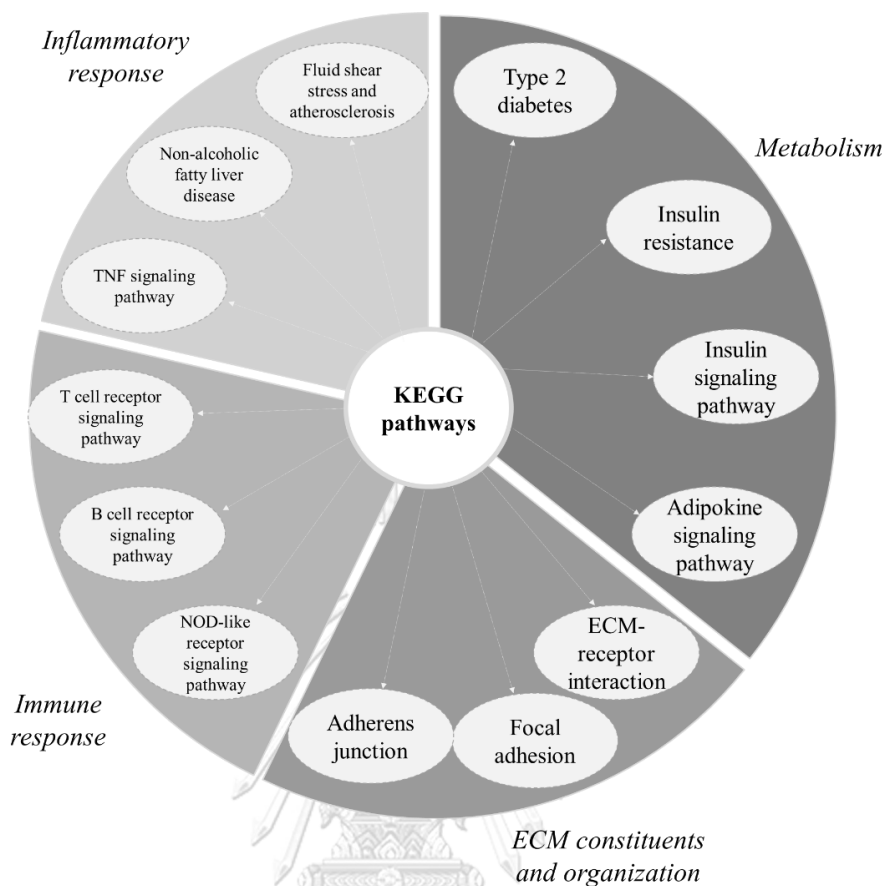 Inflammatory
response
Fluid shear
stress and
atherosclerosis
Non-alcoholic
fatty liver
disease
TNF signaling
pathway
Type 2
diabetes
Metabolism
Insulin
resistance
Insulin
signaling
pathway
Adipokine
signaling
pathway
KEGG
pathways
T cell receptor
signaling
pathway
B cell receptor
signaling
pathway
NOD-like
receptor
signaling
pathway
Immune
response
ECM-
receptor
interaction
Adherens
junction
Focal
adhesion
ECM constituents
and organization